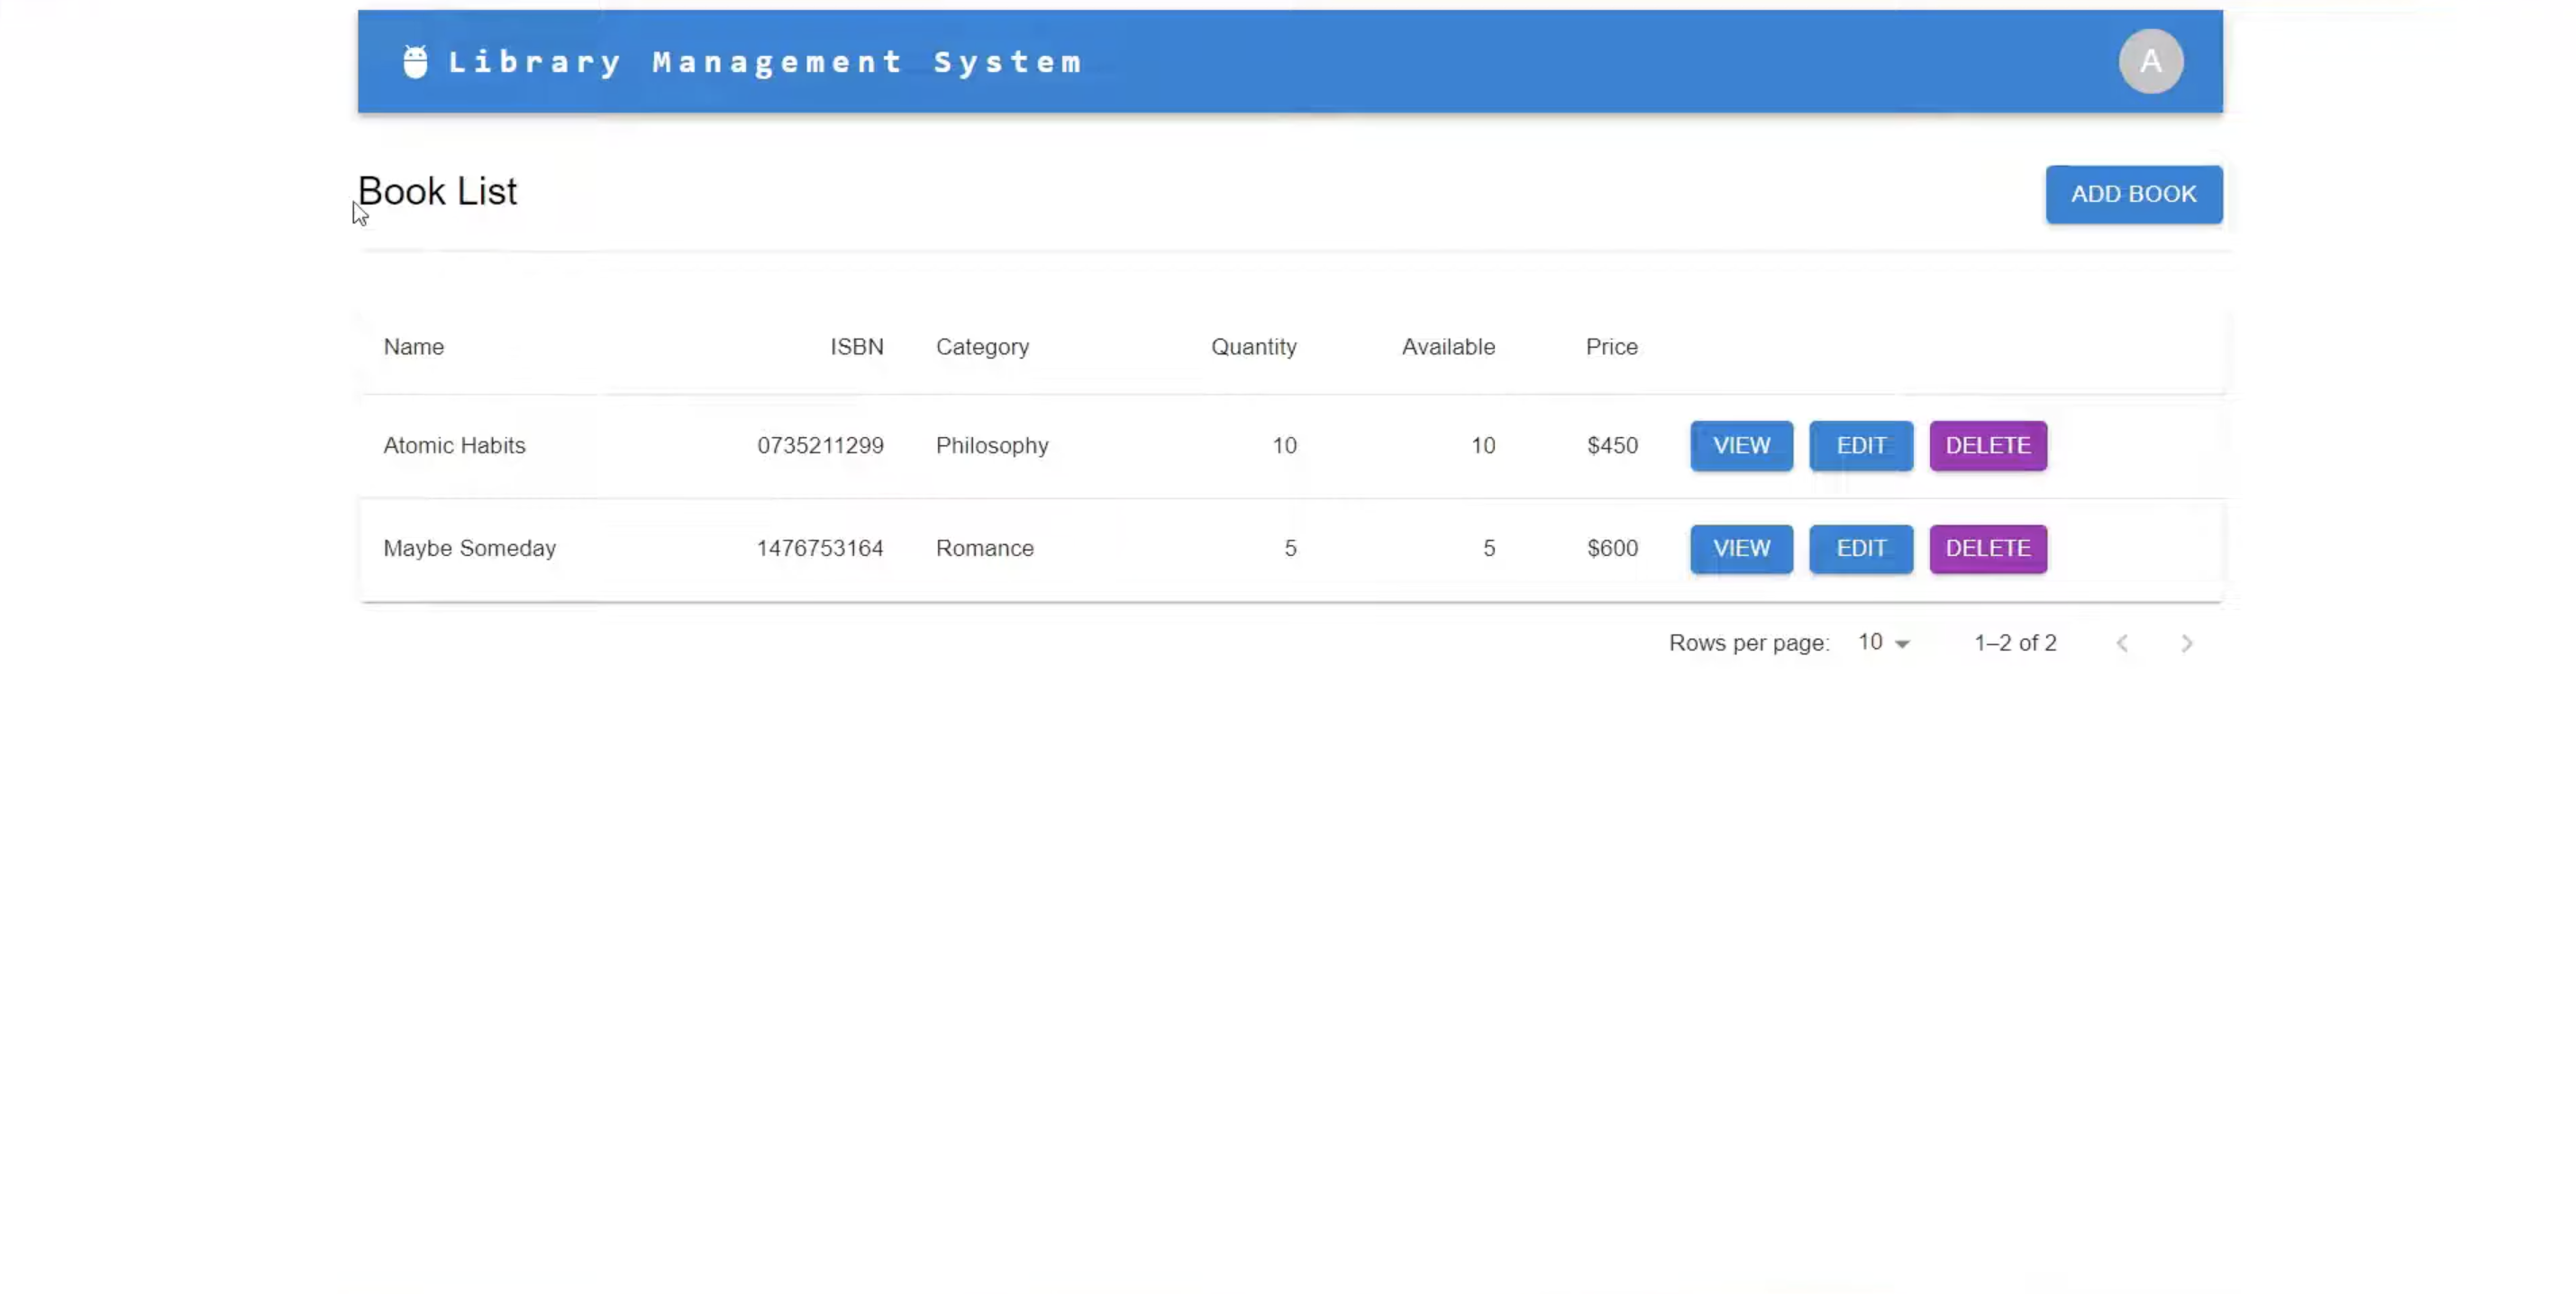 Library Management System
A
Book List
ADD BOOK
Name ISBN Category Quantity Available Price
Atomic Habits 0735211299 Philosophy 10 10 $450 VIEW EDIT DELETE
Maybe Someday 1476753164 Romance 5 5 $600 VIEW EDIT DELETE
Rows per page: 10 1–2 of 2